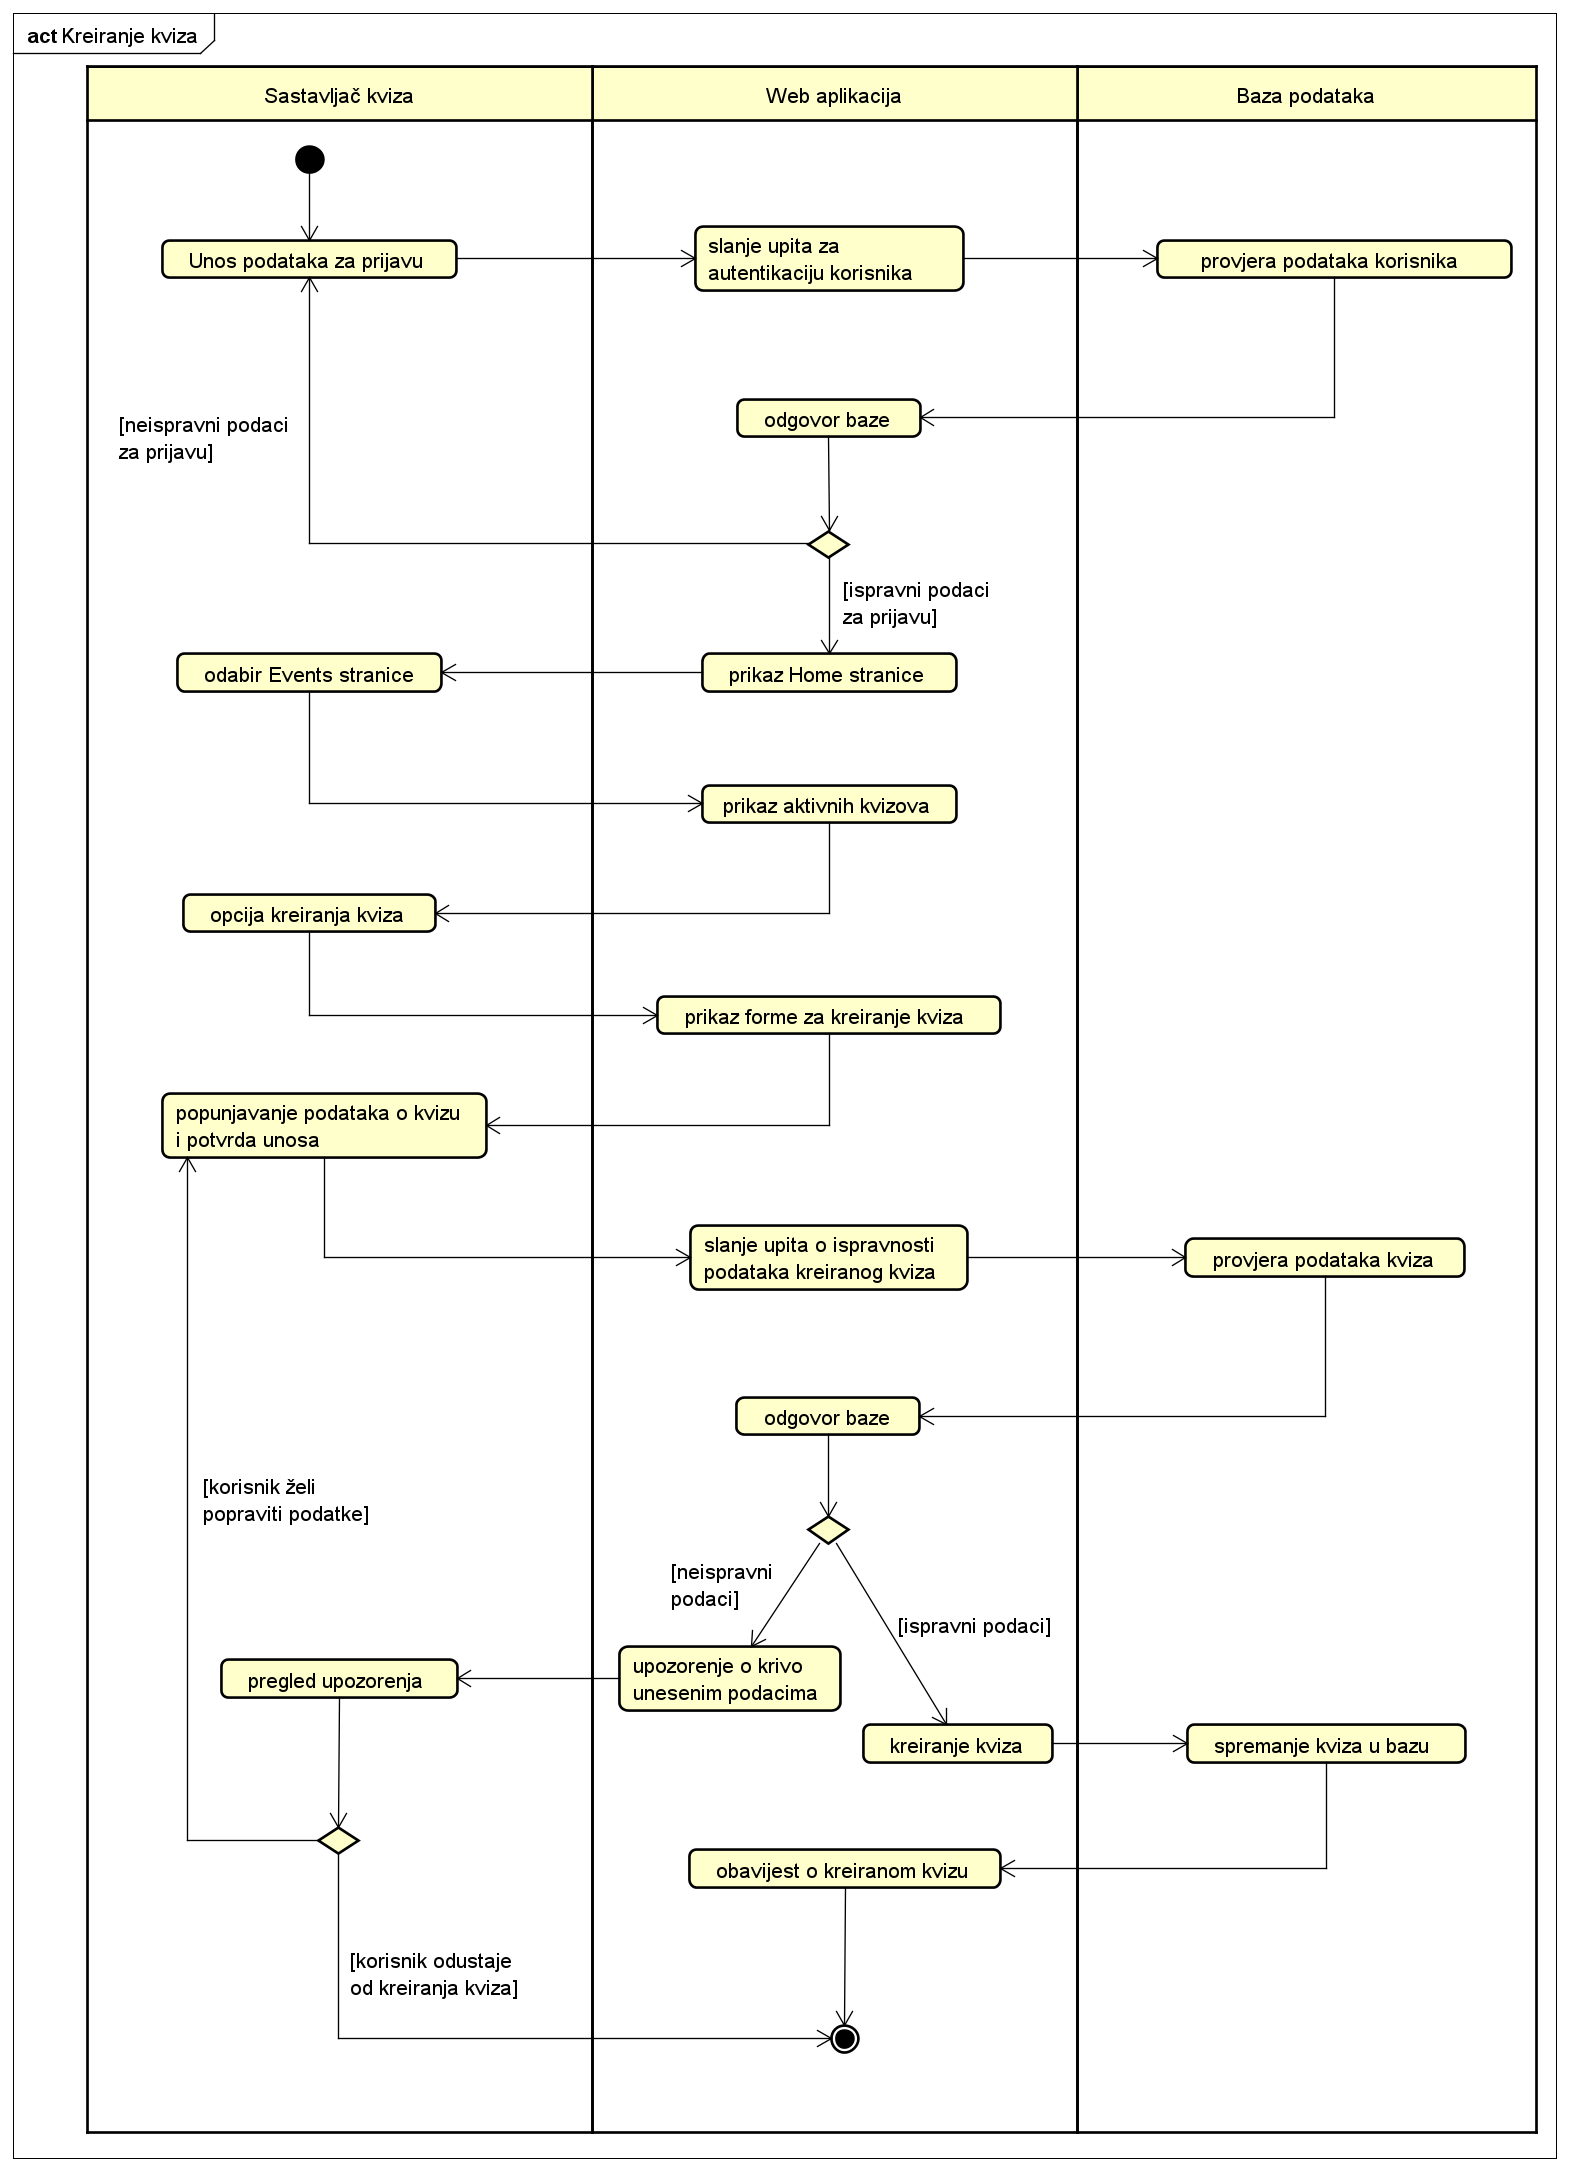 act Kreiranje kviza
Sastavljač kviza
Web aplikacija
Baza podataka
Unos podataka za prijavu
slanje upita za
autentikaciju korisnika
provjera podataka korisnika
[neispravni podaci
za prijavu]
odgovor baze
[ispravni podaci
za prijavu]
odabir Events stranice
prikaz Home stranice
prikaz aktivnih kvizova
opcija kreiranja kviza
prikaz forme za kreiranje kviza
popunjavanje podataka o kvizu
i potvrda unosa
slanje upita o ispravnosti
podataka kreiranog kviza
provjera podataka kviza
odgovor baze
[korisnik želi
popraviti podatke]
[neispravni
podaci]
[ispravni podaci]
pregled upozorenja
upozorenje o krivo
unesenim podacima
kreiranje kviza
spremanje kviza u bazu
obavijest o kreiranom kvizu
[korisnik odustaje
od kreiranja kviza]